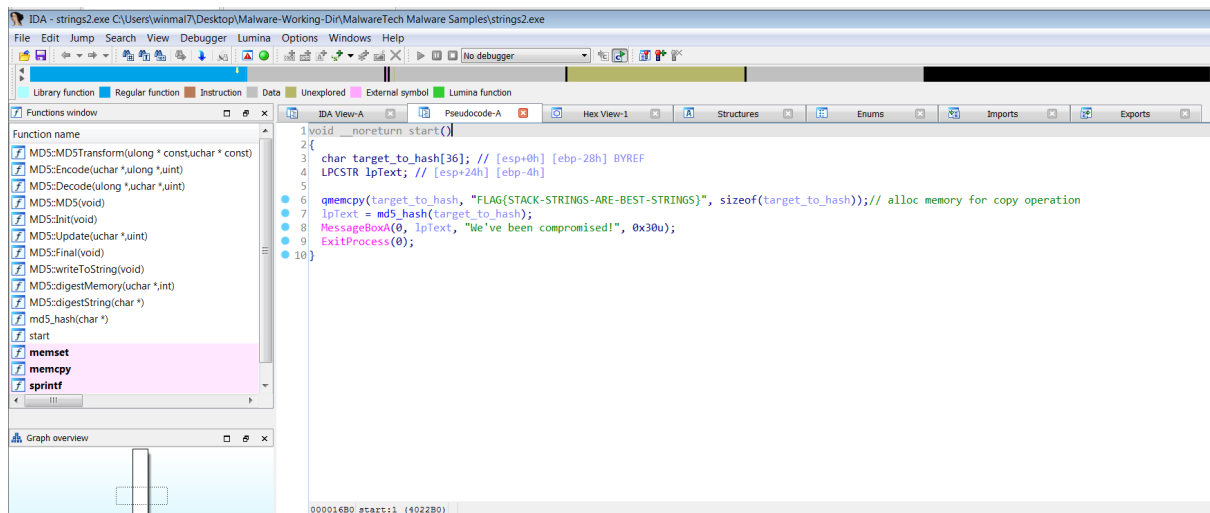 IDA - strings2.exe C:\Users\winmal7\Desktop\Malware-Working-Dir\MalwareTech Malware Samples\strings2.exe
File Edit Jump Search View Debugger Lumina Options Windows Help
No debugger
Library function Regular function Instruction Data Unexplored External symbol Lumina function
Functions window
IDA View-A Pseudocode-A Hex View-1 Structures Enums Imports Exports
Function name
MD5::MD5Transform(ulong * const,uchar * const)
MD5::Encode(uchar *,ulong *,uint)
MD5::Decode(ulong *,uchar *,uint)
MD5::MD5(void)
MD5::Init(void)
MD5::Update(uchar *,uint)
MD5::Final(void)
MD5::writeToString(void)
MD5::digestMemory(uchar *,int)
MD5::digestString(char *)
md5_hash(char *)
start
memset
memcpy
sprintf
Graph overview
1 void __noreturn start()
2 {
3 char target_to_hash[36]; // [esp+0h] [ebp-28h] BYREF
4 LPCSTR lpText; // [esp+24h] [ebp-4h]
5
6 qmemcpy(target_to_hash, "FLAG{STACK-STRINGS-ARE-BEST-STRINGS}", sizeof(target_to_hash));// alloc memory for copy operation
7 lpText = md5_hash(target_to_hash);
8 MessageBoxA(0, lpText, "We've been compromised!", 0x30u);
9 ExitProcess(0);
10 }
000016B0 start:1 (4022B0)